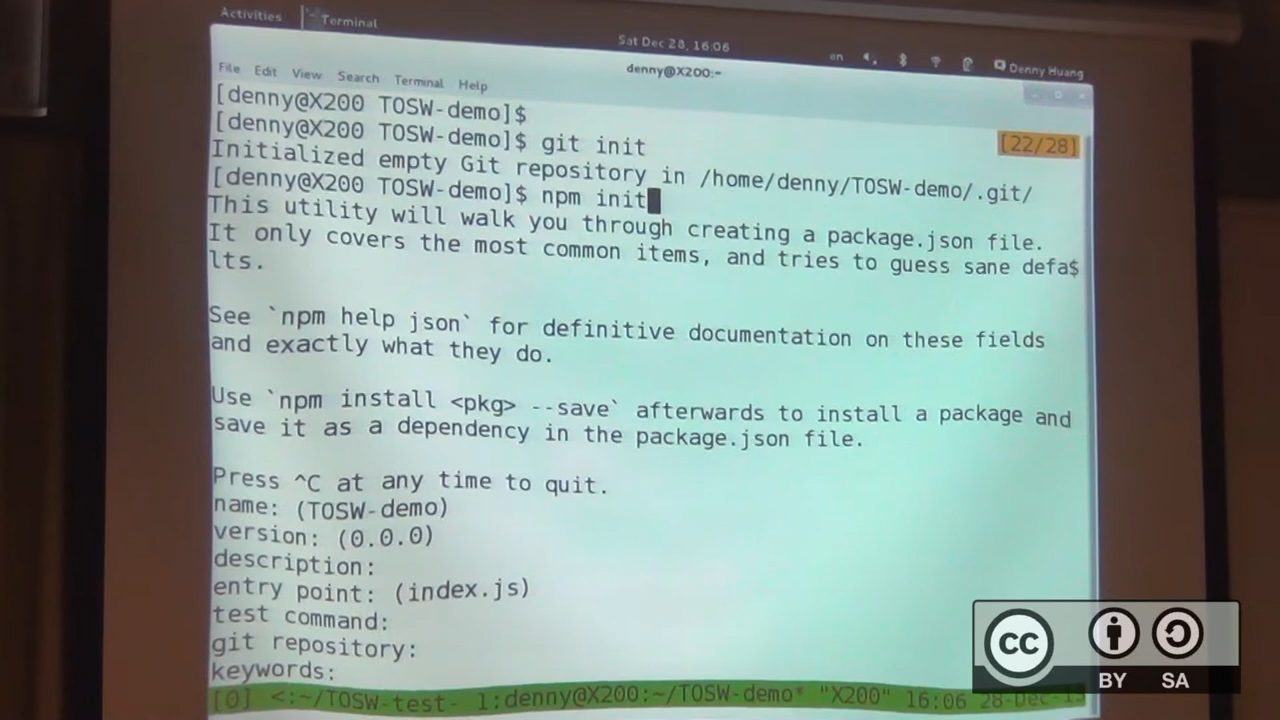 Activities Terminal
Sat Dec 28, 16:06
en Denny Huang
denny@X200:~
File Edit View Search Terminal Help
[denny@X200 TOSW-demo]$
[denny@X200 TOSW-demo]$ git init [22/28]
Initialized empty Git repository in /home/denny/TOSW-demo/.git/
[denny@X200 TOSW-demo]$ npm init
This utility will walk you through creating a package.json file.
It only covers the most common items, and tries to guess sane defa$
lts.
See `npm help json` for definitive documentation on these fields
and exactly what they do.
Use `npm install <pkg> --save` afterwards to install a package and
save it as a dependency in the package.json file.
Press ^C at any time to quit.
name: (TOSW-demo)
version: (0.0.0)
description:
entry point: (index.js)
test command:
git repository:
keywords:
[0] <:~/TOSW-test- 1:denny@X200:~/TOSW-demo* "X200" 16:06 28-Dec-13
CC
BY SA